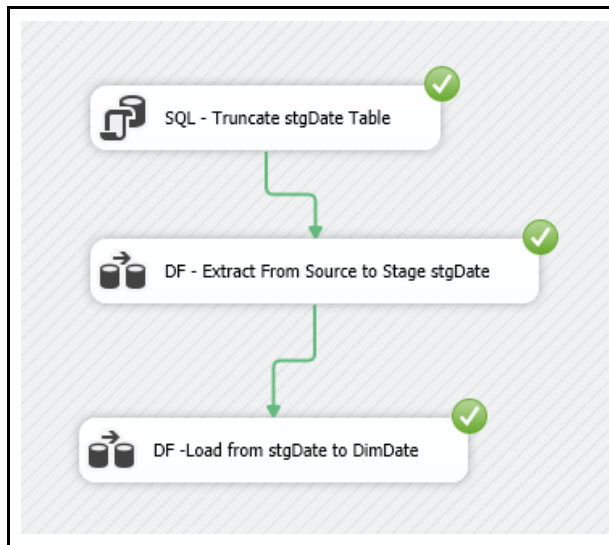 SQL - Truncate stgDate Table
DF - Extract From Source to Stage stgDate
DF -Load from stgDate to DimDate